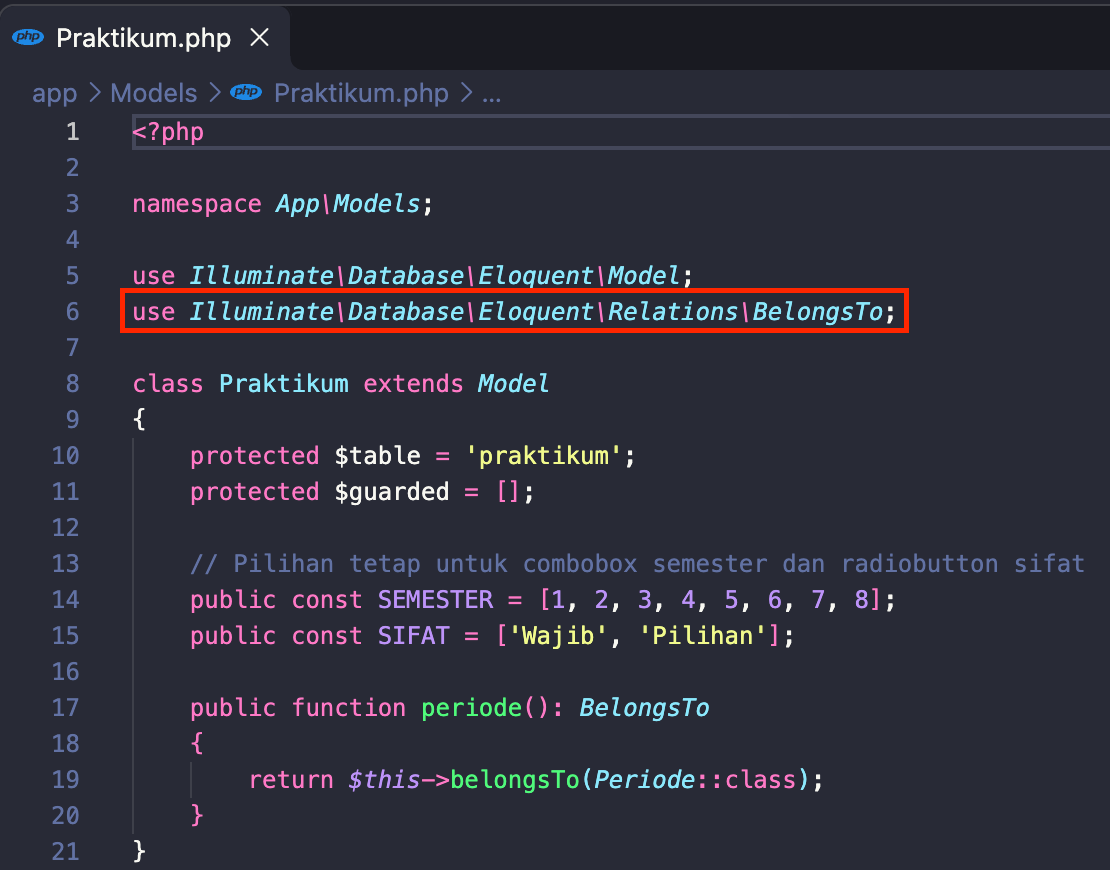 php Praktikum.php ×
app > Models > php Praktikum.php > ...
1 <?php
2
3 namespace App\Models;
4
5 use Illuminate\Database\Eloquent\Model;
6 use Illuminate\Database\Eloquent\Relations\BelongsTo;
7
8 class Praktikum extends Model
9 {
10     protected $table = 'praktikum';
11     protected $guarded = [];
12
13     // Pilihan tetap untuk combobox semester dan radiobutton sifat
14     public const SEMESTER = [1, 2, 3, 4, 5, 6, 7, 8];
15     public const SIFAT = ['Wajib', 'Pilihan'];
16
17     public function periode(): BelongsTo
18     {
19         return $this->belongsTo(Periode::class);
20     }
21 }